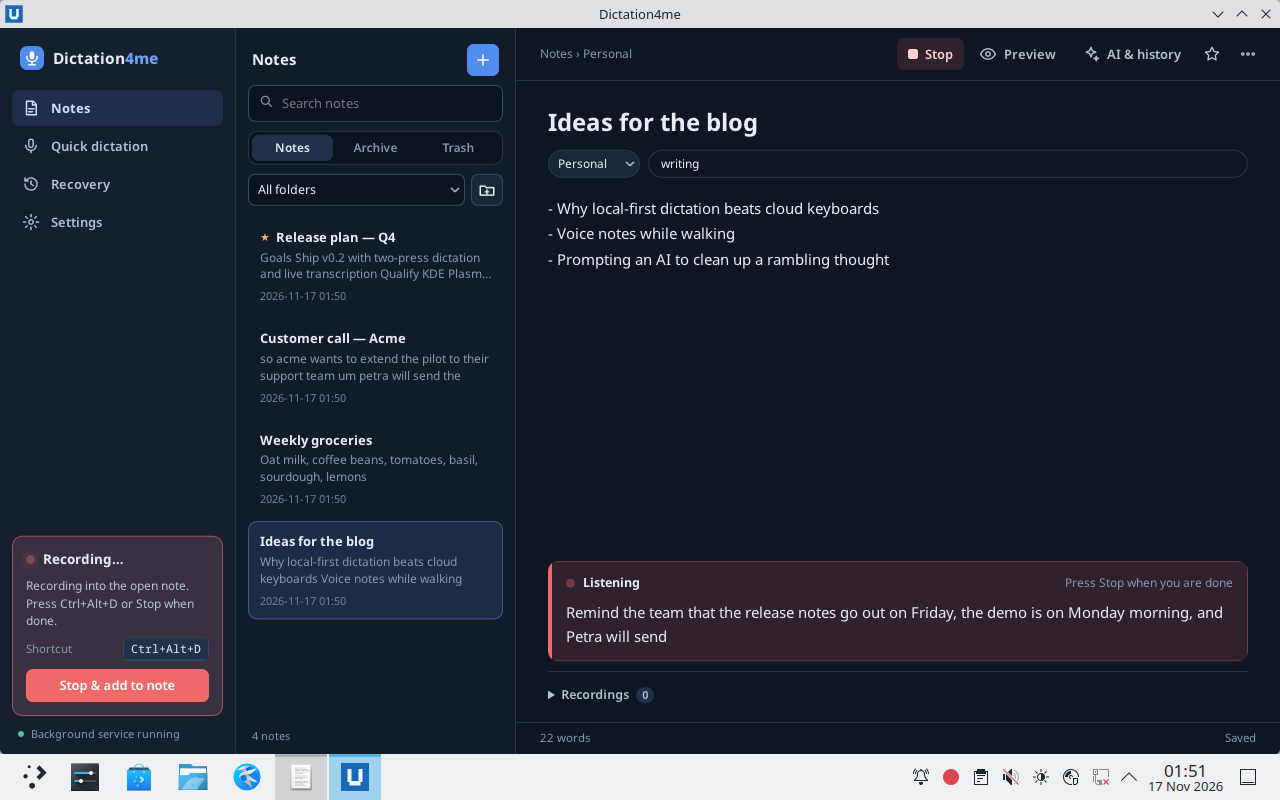 Dictation4me
Dictation4me
Notes
Quick dictation
Recovery
Settings
Recording...
Recording into the open note.
Press Ctrl+Alt+D or Stop when
done.
Shortcut
Ctrl+Alt+D
Stop & add to note
Background service running
Notes
Search notes
Notes
Archive
Trash
All folders
★ Release plan — Q4
Goals Ship v0.2 with two-press dictation
and live transcription Qualify KDE Plasm...
2026-11-17 01:50
Customer call — Acme
so acme wants to extend the pilot to their
support team um petra will send the
2026-11-17 01:50
Weekly groceries
Oat milk, coffee beans, tomatoes, basil,
sourdough, lemons
2026-11-17 01:50
Ideas for the blog
Why local-first dictation beats cloud
keyboards Voice notes while walking
2026-11-17 01:50
4 notes
Notes › Personal
Stop
Preview
AI & history
Ideas for the blog
Personal
writing
- Why local-first dictation beats cloud keyboards
- Voice notes while walking
- Prompting an AI to clean up a rambling thought
Listening
Press Stop when you are done
Remind the team that the release notes go out on Friday, the demo is on Monday morning, and
Petra will send
Recordings 0
22 words
Saved
01:51
17 Nov 2026